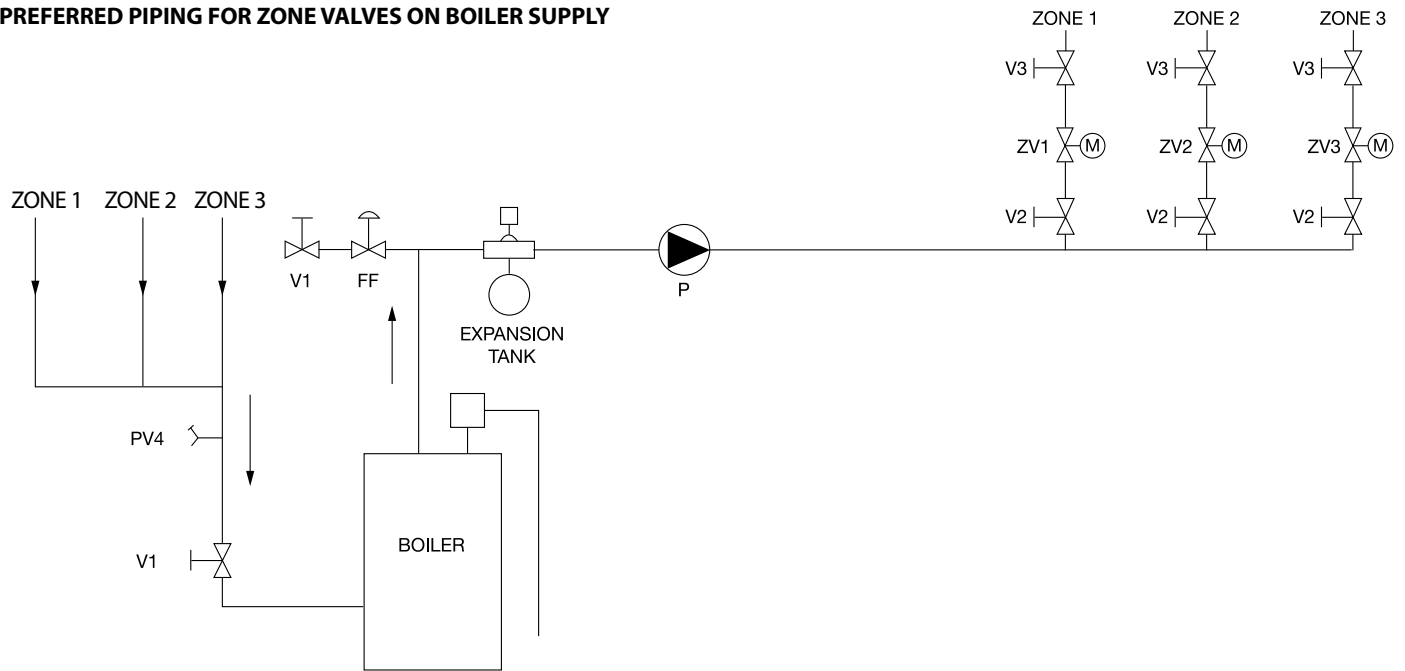 PREFERRED PIPING FOR ZONE VALVES ON BOILER SUPPLY
ZONE 1 ZONE 2 ZONE 3
V3 V3 V3
ZV1 M ZV2 M ZV3 M
ZONE 1 ZONE 2 ZONE 3
V2 V2 V2
V1 FF
P
EXPANSION
TANK
PV4
BOILER
V1